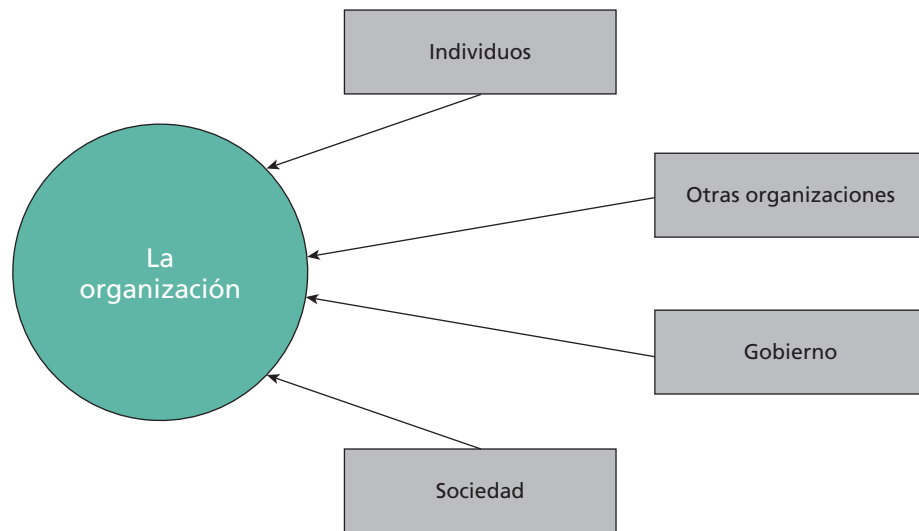 Individuos
Otras organizaciones
La
organización
Gobierno
Sociedad